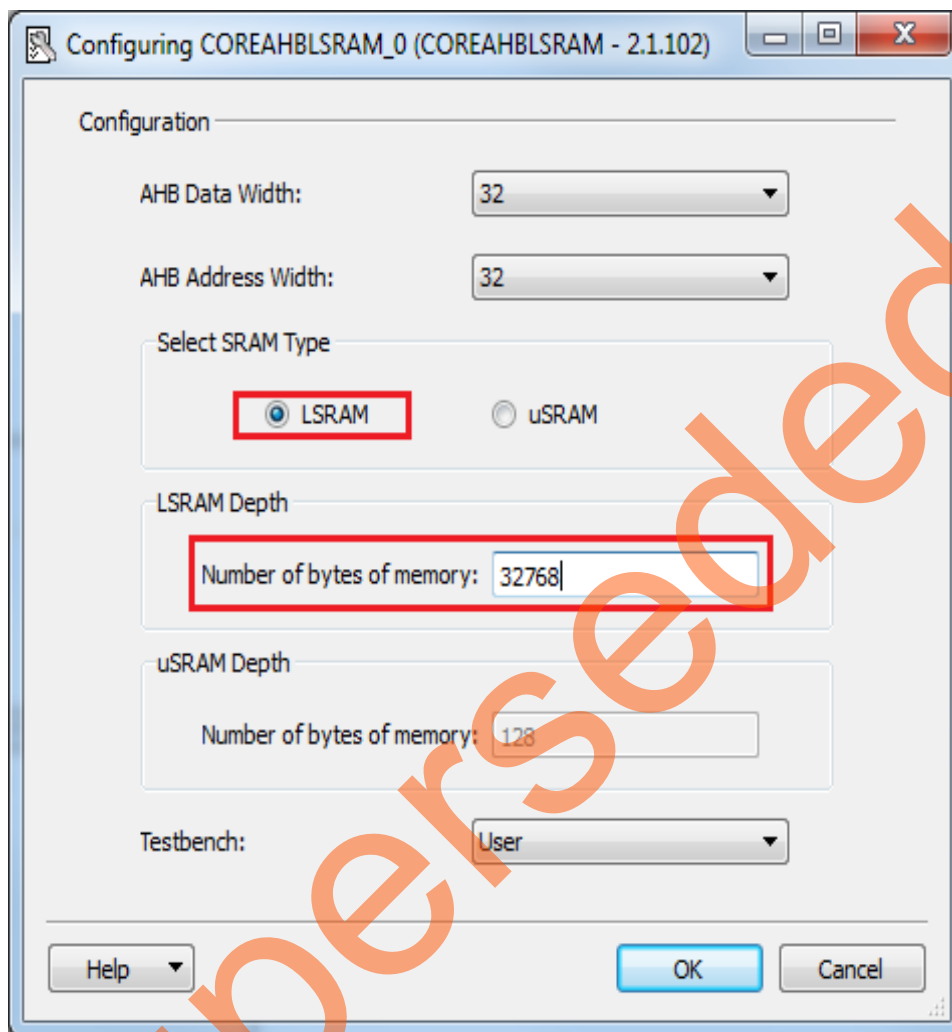 Configuring COREAHBLSRAM_0 (COREAHBLSRAM - 2.1.102)
Configuration
AHB Data Width: 32
AHB Address Width: 32
Select SRAM Type
LSRAM uSRAM
LSRAM Depth
Number of bytes of memory: 32768
uSRAM Depth
Number of bytes of memory: 128
Testbench: User
Help OK Cancel
perseded